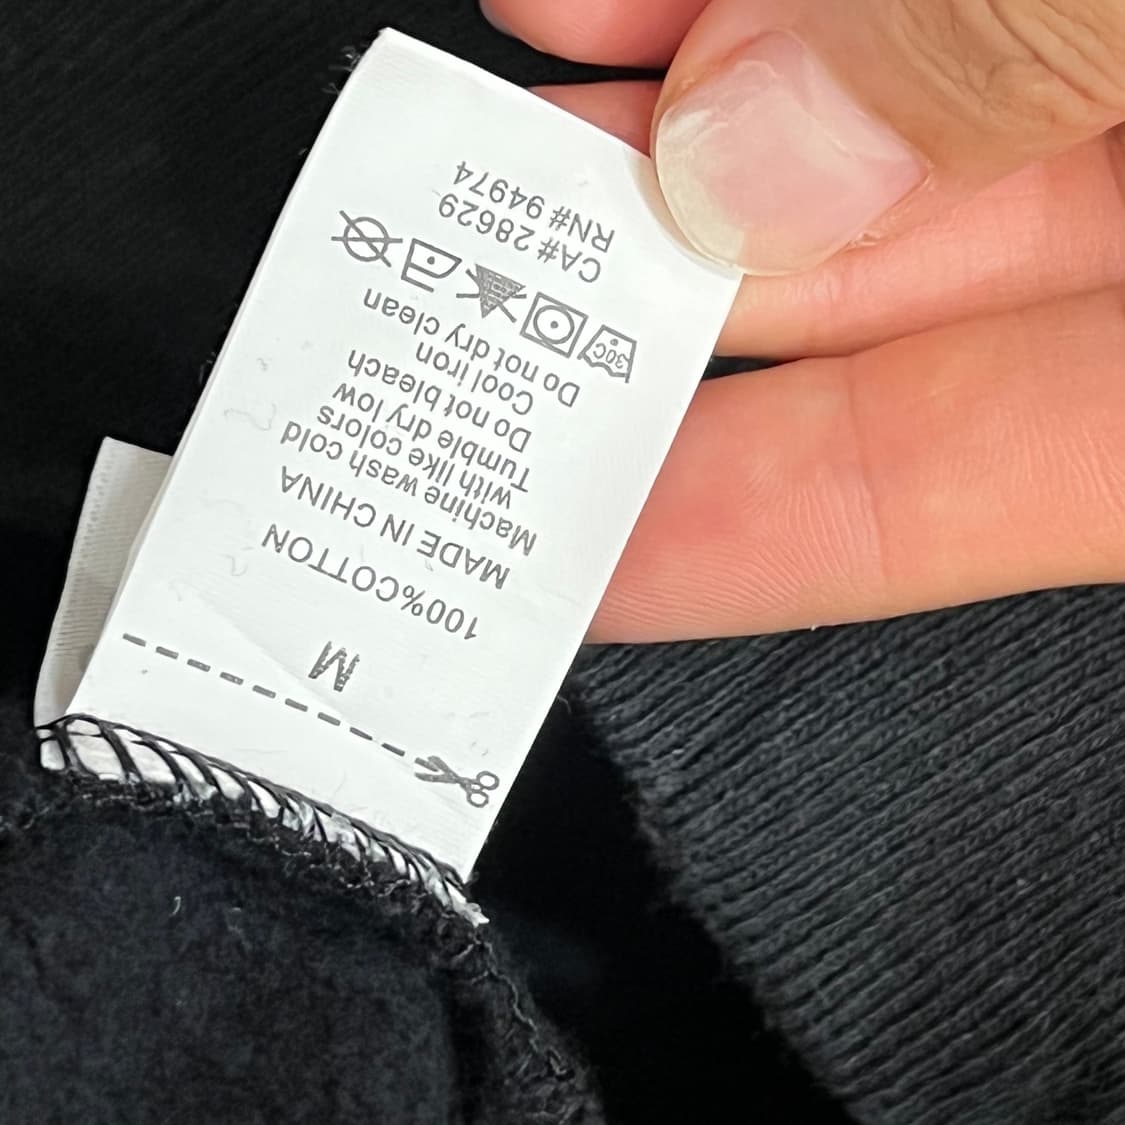 M
100%COTTON
MADE IN CHINA
Machine wash cold
with like colors
Tumble dry low
Do not bleach
Cool iron
Do not dry clean
30C
CA# 28629
RN# 94974